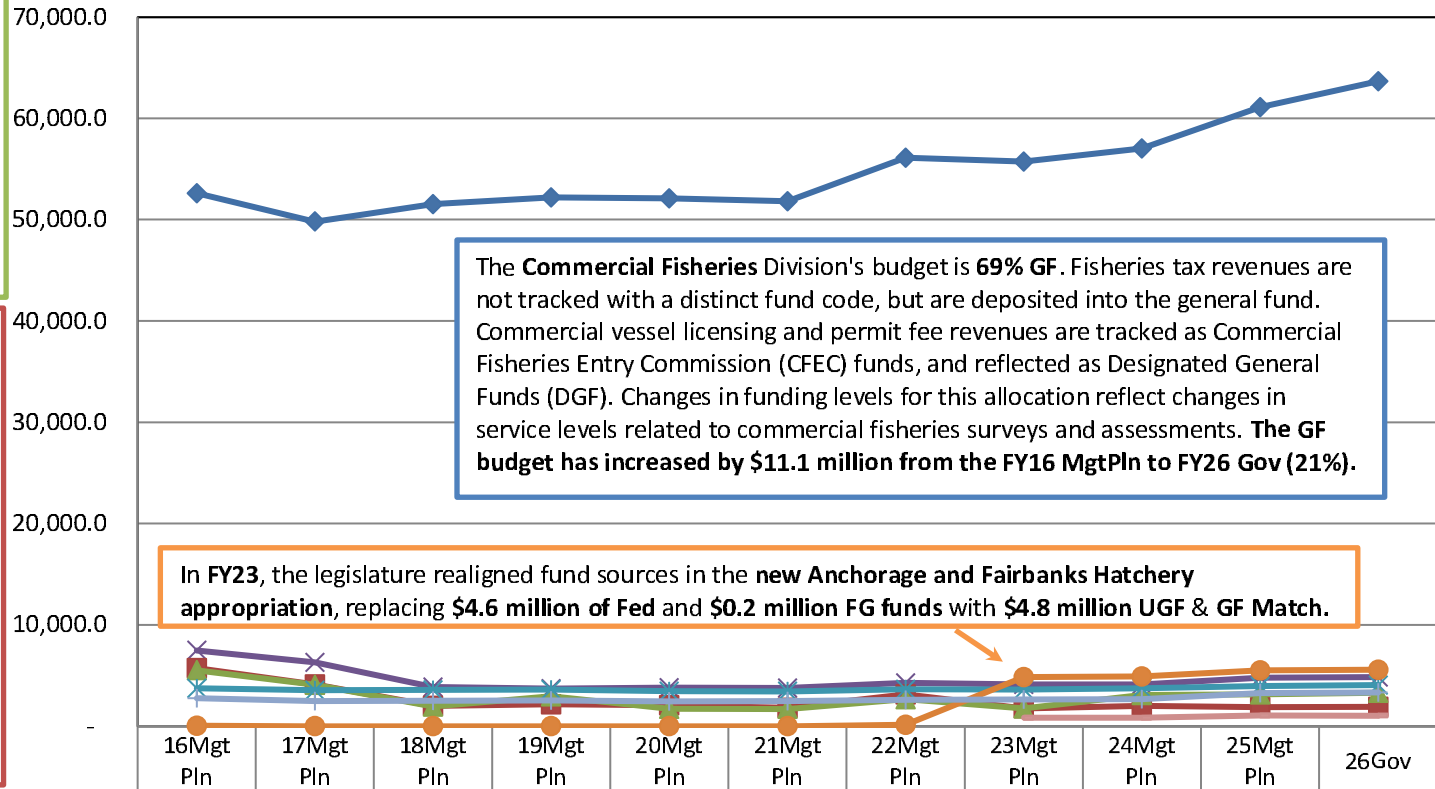 70,000.0
60,000.0
50,000.0
40,000.0
30,000.0
20,000.0
10,000.0
-
The Commercial Fisheries Division's budget is 69% GF. Fisheries tax revenues are
not tracked with a distinct fund code, but are deposited into the general fund.
Commercial vessel licensing and permit fee revenues are tracked as Commercial
Fisheries Entry Commission (CFEC) funds, and reflected as Designated General
Funds (DGF). Changes in funding levels for this allocation reflect changes in
service levels related to commercial fisheries surveys and assessments. The GF
budget has increased by $11.1 million from the FY16 MgtPln to FY26 Gov (21%).
In FY23, the legislature realigned fund sources in the new Anchorage and Fairbanks Hatchery
appropriation, replacing $4.6 million of Fed and $0.2 million FG funds with $4.8 million UGF & GF Match.
16Mgt 17Mgt 18Mgt 19Mgt 20Mgt 21Mgt 22Mgt 23Mgt 24Mgt 25Mgt 26Gov
Pln Pln Pln Pln Pln Pln Pln Pln Pln Pln